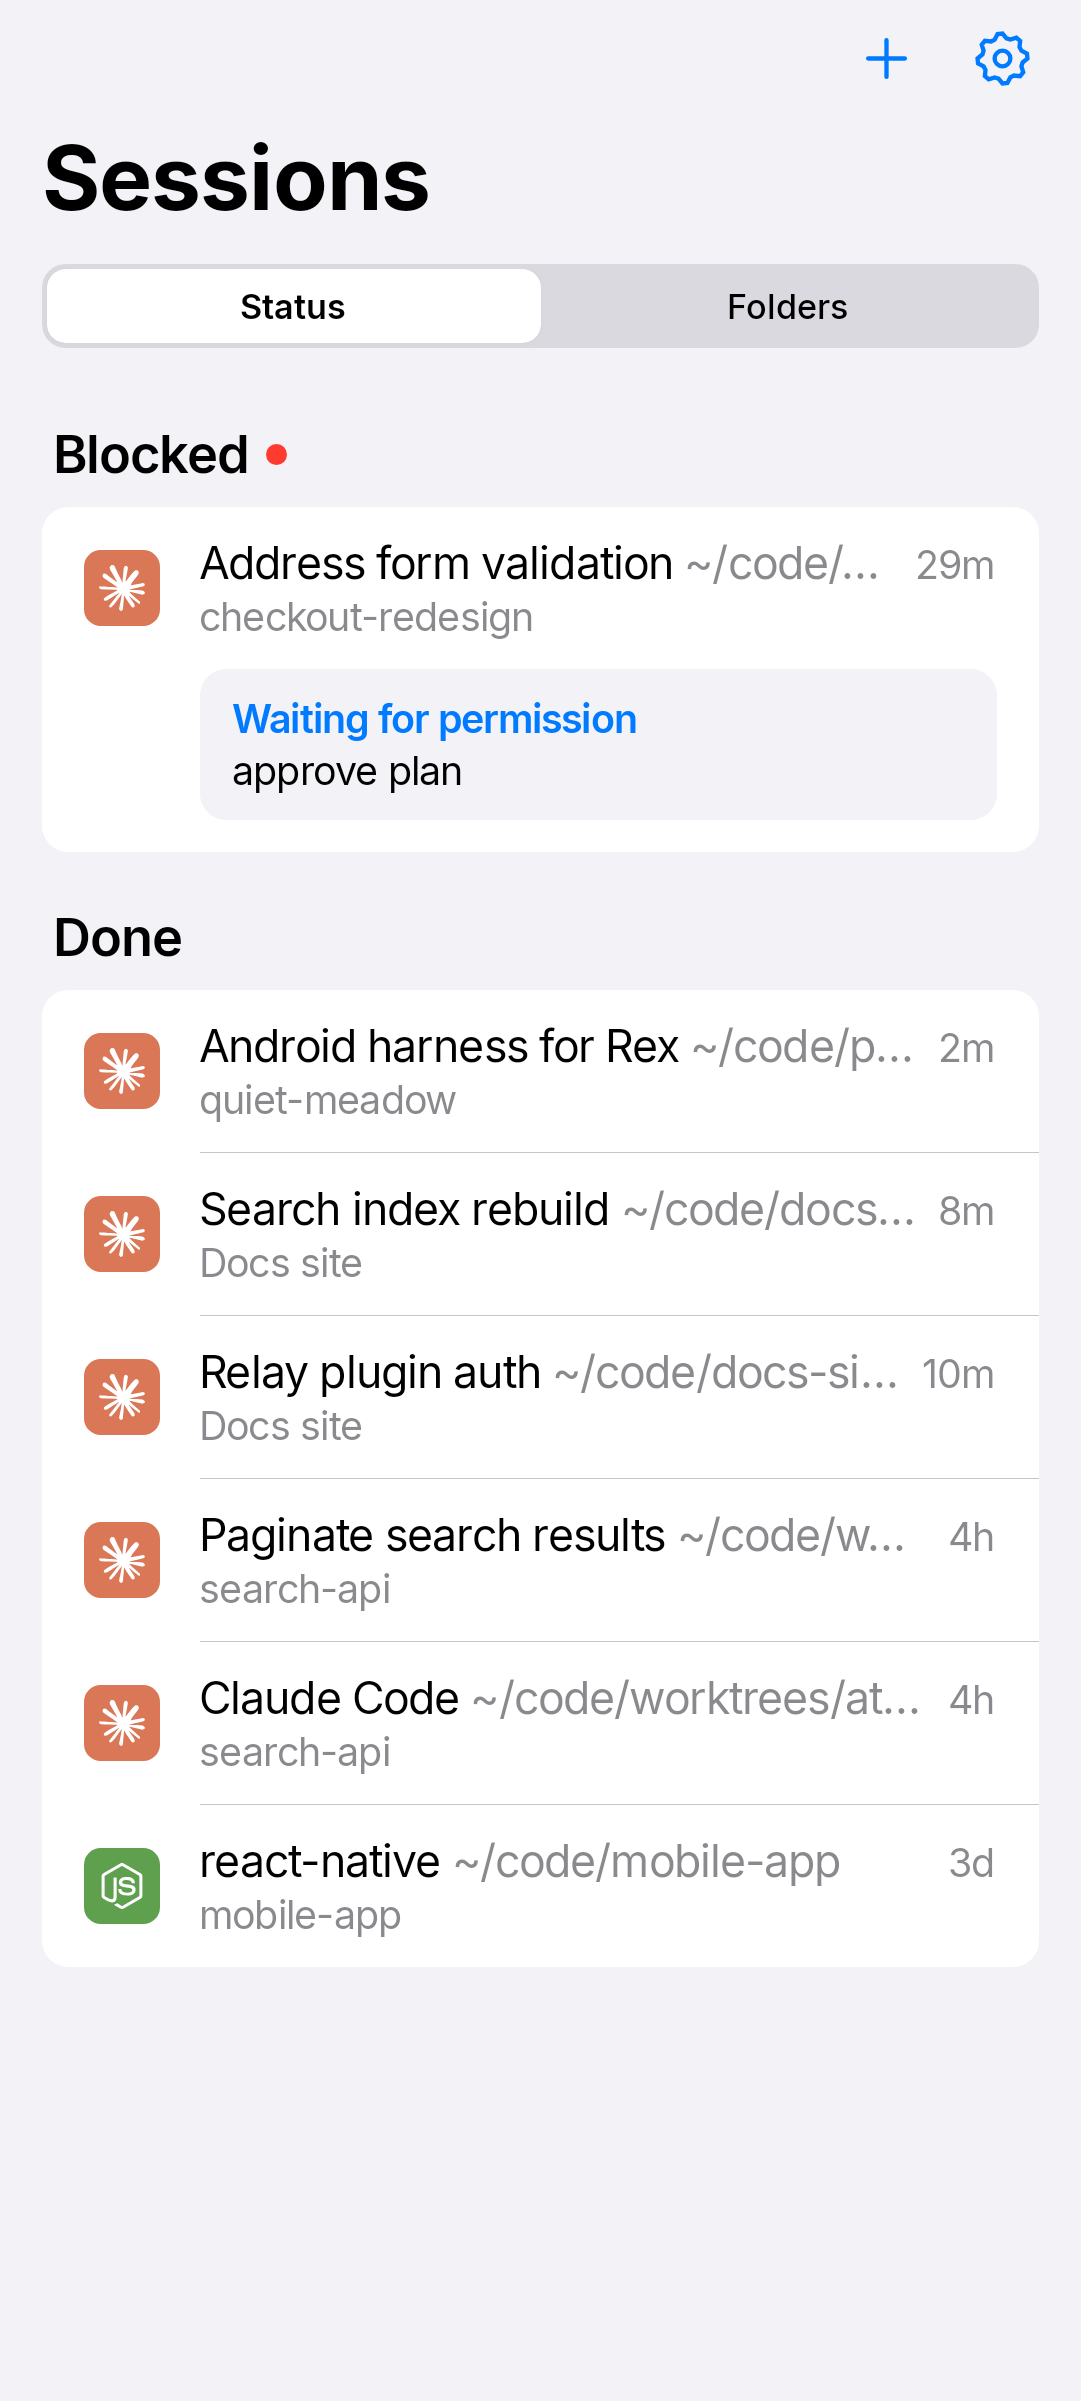 Sessions
Status
Folders
Blocked
Address form validation ~/code/... 29m
checkout-redesign
Waiting for permission
approve plan
Done
Android harness for Rex ~/code/p... 2m
quiet-meadow
Search index rebuild ~/code/docs... 8m
Docs site
Relay plugin auth ~/code/docs-si... 10m
Docs site
Paginate search results ~/code/w... 4h
search-api
Claude Code ~/code/worktrees/at... 4h
search-api
JS
react-native ~/code/mobile-app 3d
mobile-app